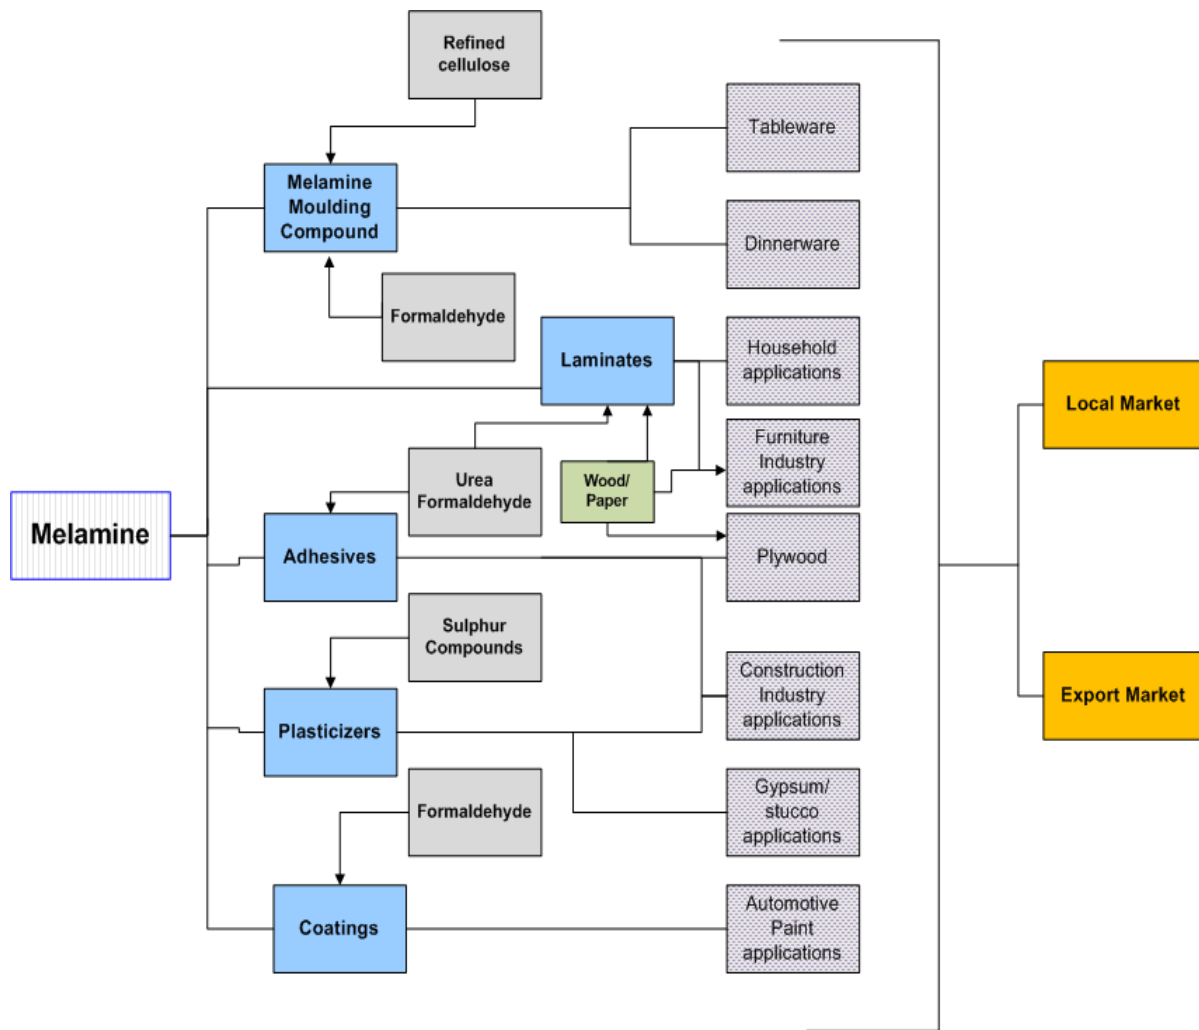 Refined
cellulose
Tableware
Melamine
Moulding
Compound
Dinnerware
Formaldehyde
Laminates
Household
applications
Local Market
Furniture
Industry
applications
Urea
Formaldehyde
Wood/
Paper
Melamine
Adhesives
Plywood
Sulphur
Compounds
Construction
Industry
applications
Export Market
Plasticizers
Formaldehyde
Gypsum/
stucco
applications
Coatings
Automotive
Paint
applications